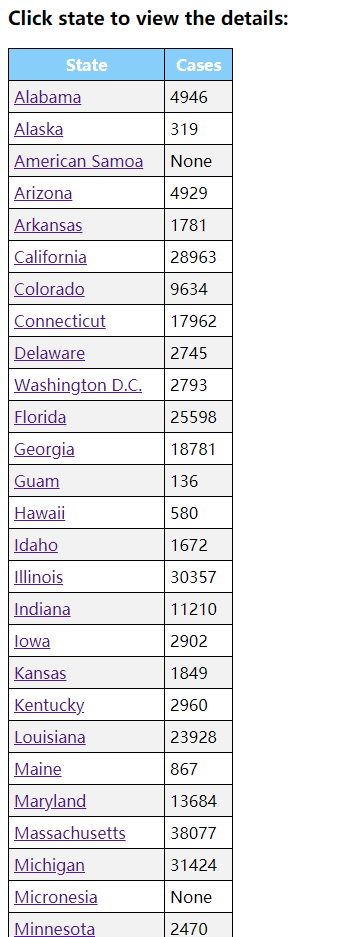 Click state to view the details:
State Cases
Alabama 4946
Alaska 319
American Samoa None
Arizona 4929
Arkansas 1781
California 28963
Colorado 9634
Connecticut 17962
Delaware 2745
Washington D.C. 2793
Florida 25598
Georgia 18781
Guam 136
Hawaii 580
Idaho 1672
Illinois 30357
Indiana 11210
Iowa 2902
Kansas 1849
Kentucky 2960
Louisiana 23928
Maine 867
Maryland 13684
Massachusetts 38077
Michigan 31424
Micronesia None
Minnesota 2470